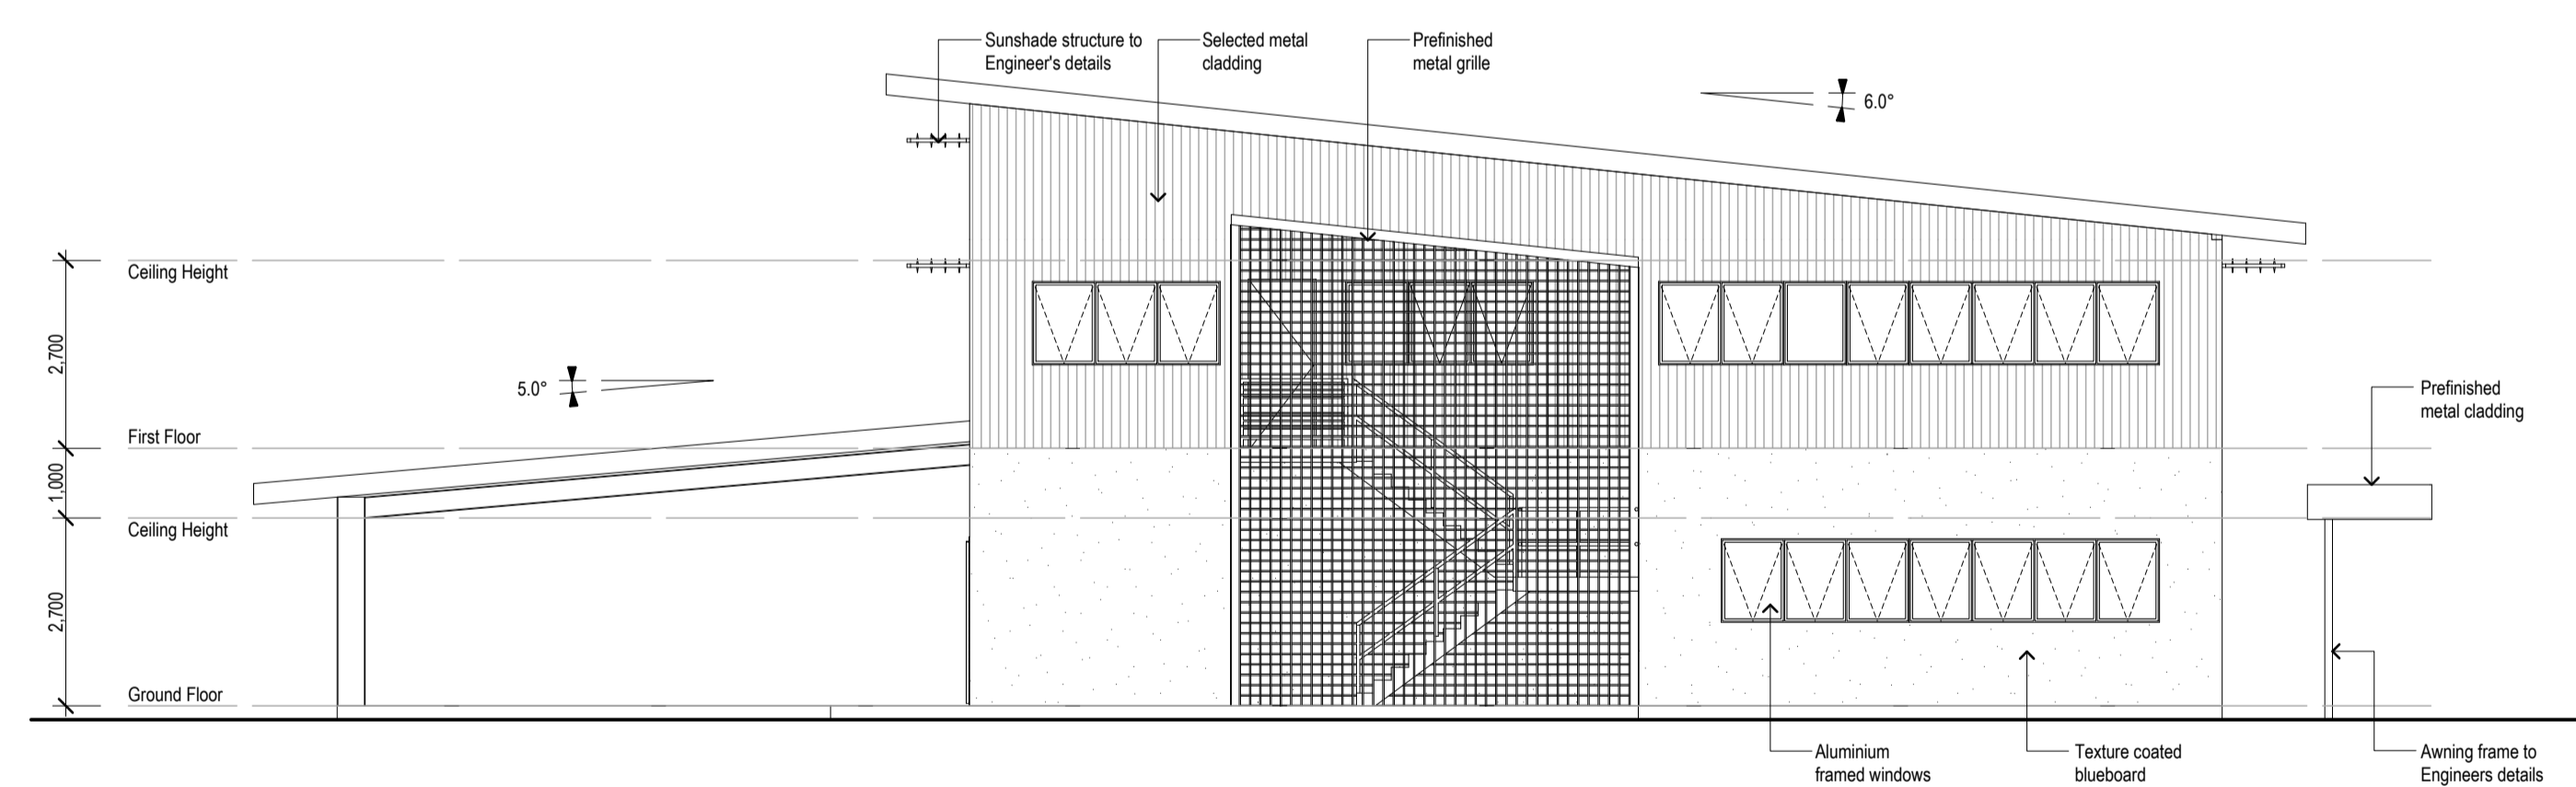 Sunshade structure to
Engineer's details
Selected metal
cladding
Prefinished
metal grille
6.0°
Ceiling Height
2,700
5.0°
First Floor
1,000
Ceiling Height
2,700
Ground Floor
Prefinished
metal cladding
Aluminium
framed windows
Texture coated
blueboard
Awning frame to
Engineers details